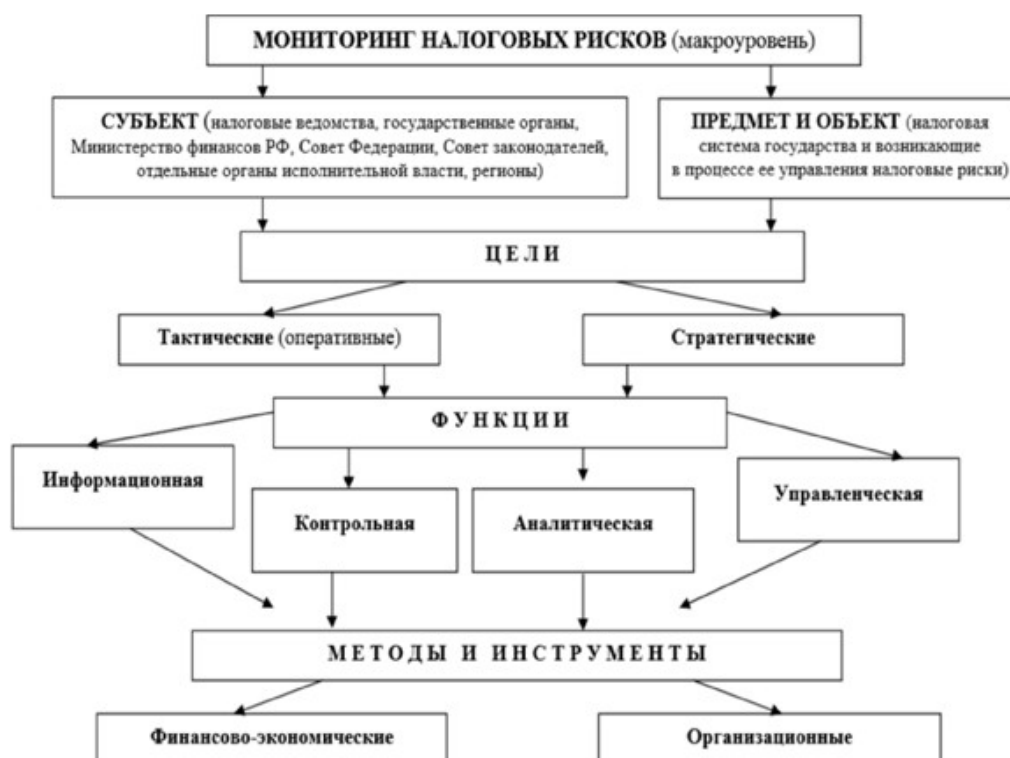 МОНИТОРИНГ НАЛОГОВЫХ РИСКОВ (макроуровень)
СУБЪЕКТ (налоговые ведомства, государственные органы,
Министерство финансов РФ, Совет Федерации, Совет законодателей,
отдельные органы исполнительной власти, регионы)
ПРЕДМЕТ И ОБЪЕКТ (налоговая
система государства и возникающие
в процессе ее управления налоговые риски)
ЦЕЛИ
Тактические (оперативные)
Стратегические
ФУНКЦИИ
Информационная
Контрольная
Аналитическая
Управленческая
МЕТОДЫ И ИНСТРУМЕНТЫ
Финансово-экономические
Организационные